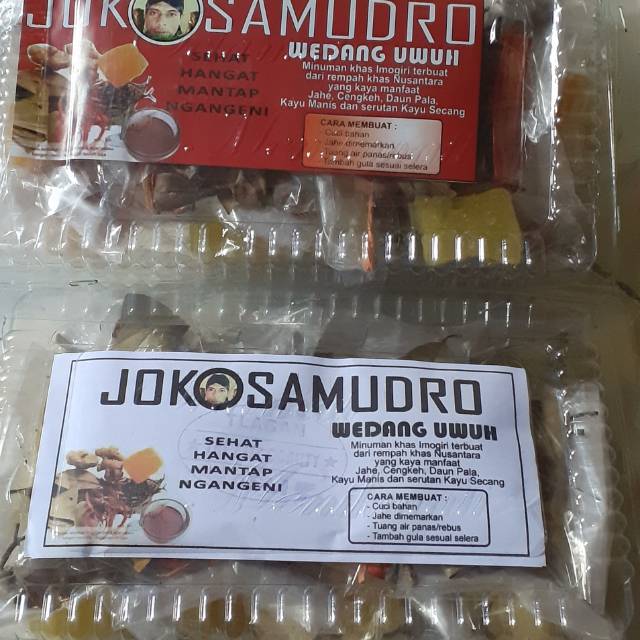 JOKOSAMUDRO
WEDANG UWUH
SEHAT
HANGAT
MANTAP
NGANGENI
Minuman khas Imogiri terbuat
dari rempah khas Nusantara
yang kaya manfaat
Jahe, Cengkeh, Daun Pala,
Kayu Manis dan serutan Kayu Secang
CARA MEMBUAT :
- Cuci bahan
- Jahe dimemarkan
- Tuang air panas/
- Tambah gula sesuai selera
JOKOSAMUDRO
WEDANG UWUH
SEHAT
HANGAT
MANTAP
NGANGENI
Minuman khas Imogiri terbuat
dari rempah khas Nusantara
yang kaya manfaat
Jahe, Cengkeh, Daun Pala,
Kayu Manis dan serutan Kayu Secang
CARA MEMBUAT :
- Cuci bahan
- Jahe dimemarkan
- Tuang air panas/rebus
- Tambah gula sesuai selera